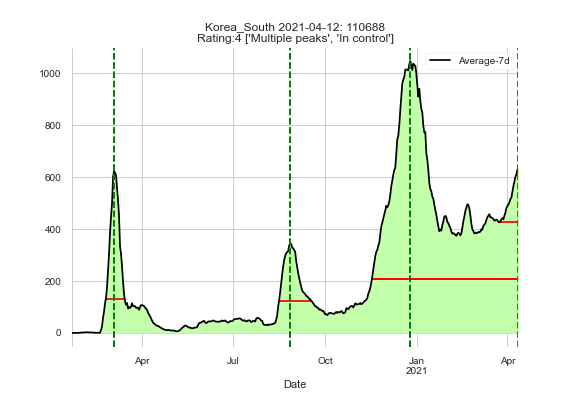 Korea_South 2021-04-12: 110688
Rating:4 ['Multiple peaks', 'In control']
Average-7d
1000
800
600
400
200
0
Apr
Jul
Oct
Jan
2021
Apr
Date